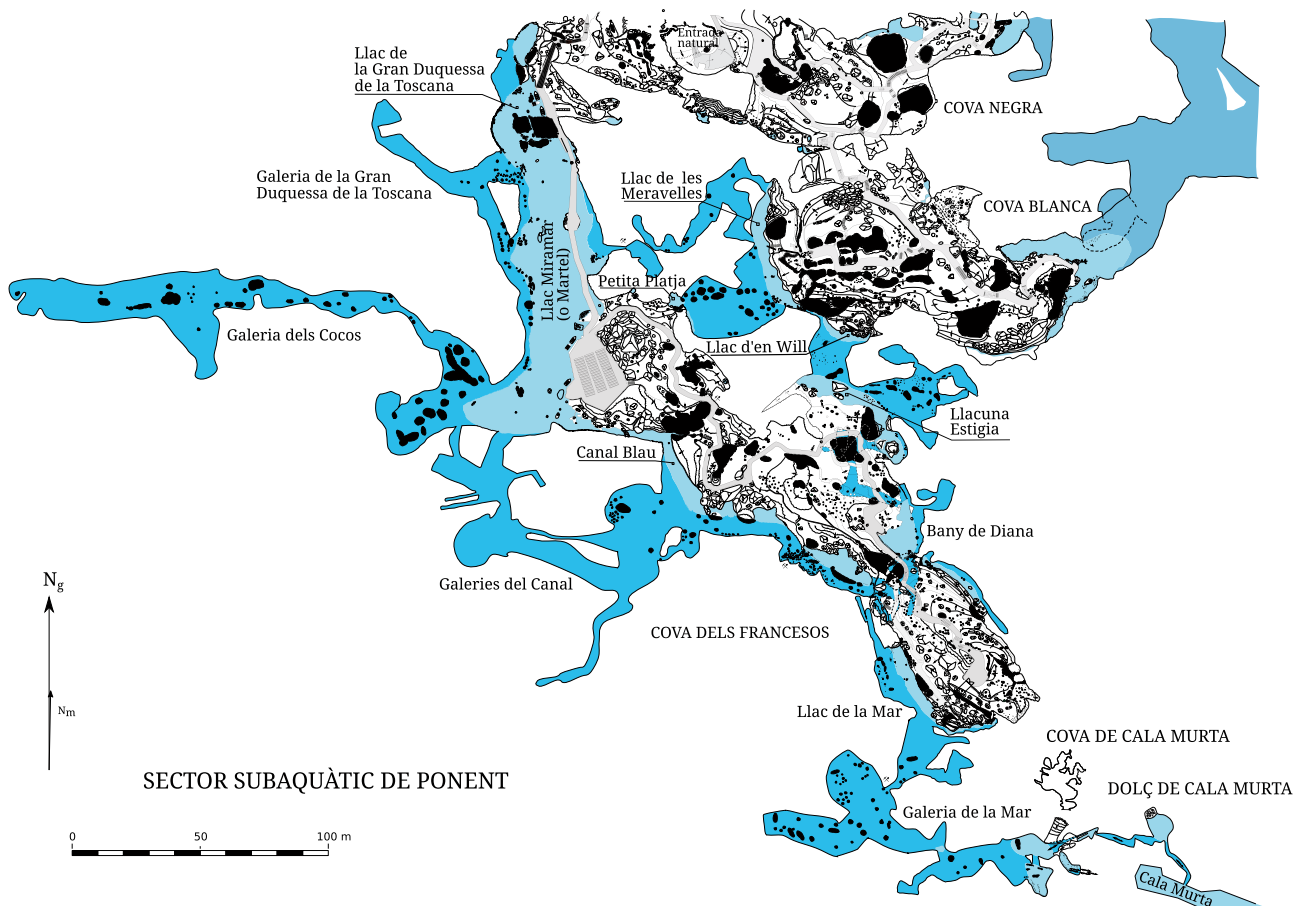 Entrada
natural
Llac de
la Gran Duquessa
de la Toscana
COVA NEGRA
Galeria de la Gran
Duquessa de la Toscana
Llac de les
Meravelles
COVA BLANCA
Llac Miramar
(o Martel)
Petita Platja
Galeria dels Cocos
Llac d'en Will
Llacuna
Estigia
Canal Blau
Bany de Diana
Galeries del Canal
Ng
COVA DELS FRANCESOS
Nm
Llac de la Mar
COVA DE CALA MURTA
SECTOR SUBAQUÀTIC DE PONENT
DOLÇ DE CALA MURTA
Galeria de la Mar
0 50 100 m
Cala Murta